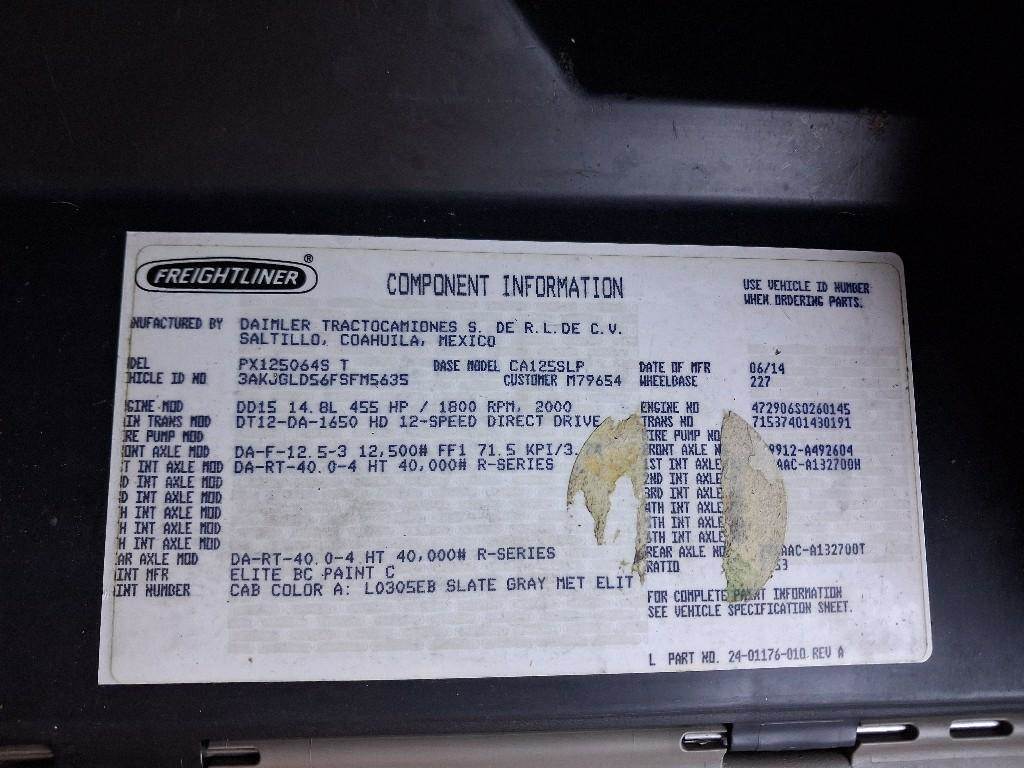 FREIGHTLINER ®
COMPONENT INFORMATION
USE VEHICLE ID NUMBER
WHEN ORDERING PARTS.
NUFACTURED BY DAIMLER TRACTOCAMIONES S. DE R.L. DE C.V.
SALTILLO, COAHUILA, MEXICO
DEL PX125064S T BASE MODEL CA125SLP DATE OF MFR 06/14
HICLE ID NO 3AKJGLD56FSFM5635 CUSTOMER M79654 WHEELBASE 227
GINE MOD DD15 14.8L 455 HP / 1800 RPM, 2000 ENGINE NO 472906S0260145
IN TRANS MOD DT12-DA-1650 HD 12-SPEED DIRECT DRIVE TRANS NO 71537401430191
IRE PUMP MOD IRE PUMP NO
RONT AXLE MOD DA-F-12.5-3 12,500# FF1 71.5 KPI/3. FRONT AXLE N 9912-A492604
T INT AXLE MOD DA-RT-40.0-4 HT 40,000# R-SERIES 1ST INT AXLE AAC-A132700H
D INT AXLE MOD 2ND INT AXLE
D INT AXLE MOD 3RD INT AXLE
H INT AXLE MOD 4TH INT AXLE
H INT AXLE MOD 5TH INT AXLE
H INT AXLE MOD 6TH INT AXLE
AR AXLE MOD DA-RT-40.0-4 HT 40,000# R-SERIES REAR AXLE NO AAC-A132700T
INT MFR ELITE BC PAINT C RATIO 53
INT NUMBER CAB COLOR A: L0305EB SLATE GRAY MET ELIT
FOR COMPLETE PAINT INFORMATION
SEE VEHICLE SPECIFICATION SHEET.
L PART NO. 24-01176-010 REV A